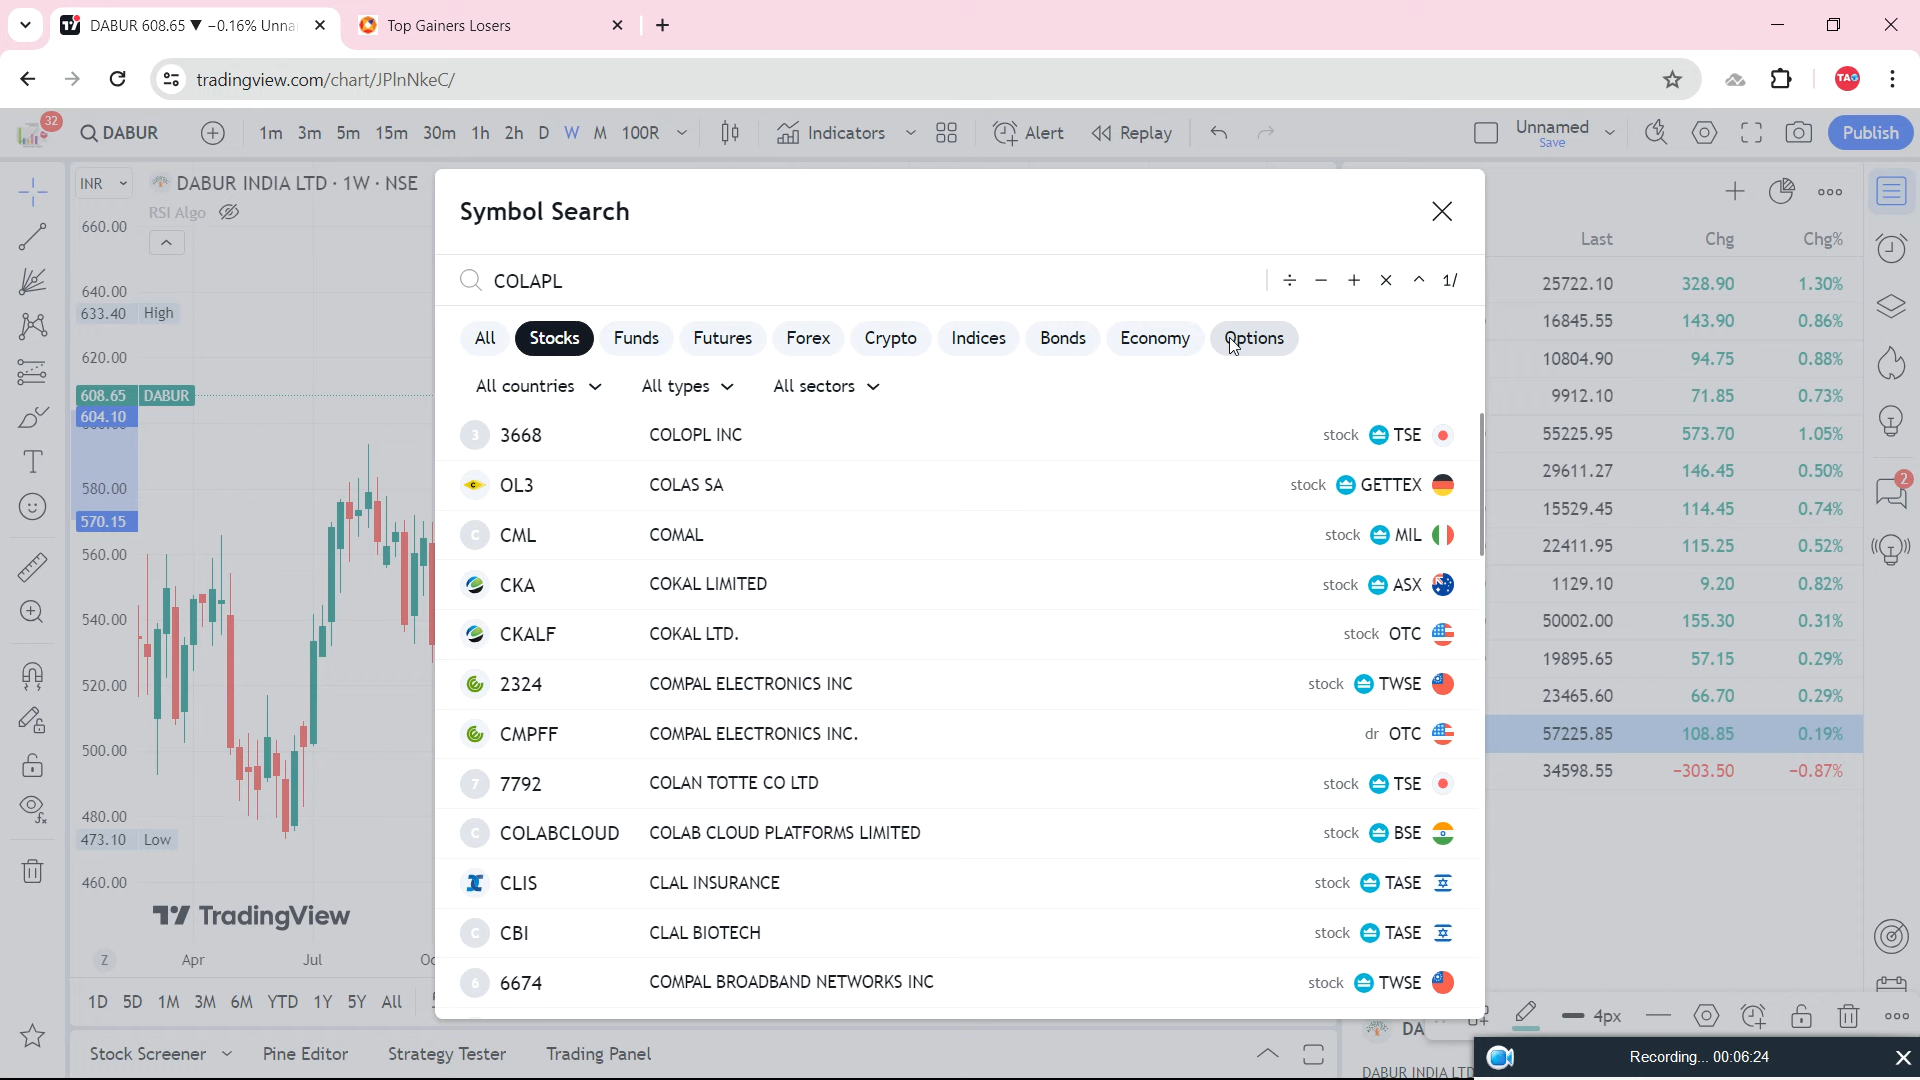 DABUR 608.65 ▼ −0.16% Unna
Top Gainers Losers
tradingview.com/chart/JPlnNkeC/
TAG
32
DABUR
1m 3m 5m 15m 30m 1h 2h D W M 100R
Indicators
Alert
Replay
Unnamed
Save
Publish
INR
DABUR INDIA LTD · 1W · NSE
RSI Algo
660.00
640.00
633.40 High
620.00
608.65 DABUR
604.10
580.00
570.15
560.00
540.00
520.00
500.00
480.00
473.10 Low
460.00
TradingView
Z
Apr
Jul
1D 5D 1M 3M 6M YTD 1Y 5Y All
Stock Screener
Pine Editor
Strategy Tester
Trading Panel
Symbol Search
COLAPL
÷ − + × ^ 1/
All Stocks Funds Futures Forex Crypto Indices Bonds Economy Options
All countries
All types
All sectors
3 3668 COLOPL INC stock TSE
OL3 COLAS SA stock GETTEX
C CML COMAL stock MIL
CKA COKAL LIMITED stock ASX
CKALF COKAL LTD. stock OTC
2324 COMPAL ELECTRONICS INC stock TWSE
CMPFF COMPAL ELECTRONICS INC. dr OTC
7 7792 COLAN TOTTE CO LTD stock TSE
C COLABCLOUD COLAB CLOUD PLATFORMS LIMITED stock BSE
CLIS CLAL INSURANCE stock TASE
C CBI CLAL BIOTECH stock TASE
6 6674 COMPAL BROADBAND NETWORKS INC stock TWSE
Last Chg Chg%
25722.10 328.90 1.30%
16845.55 143.90 0.86%
10804.90 94.75 0.88%
9912.10 71.85 0.73%
55225.95 573.70 1.05%
29611.27 146.45 0.50%
15529.45 114.45 0.74%
22411.95 115.25 0.52%
1129.10 9.20 0.82%
50002.00 155.30 0.31%
19895.65 57.15 0.29%
23465.60 66.70 0.29%
57225.85 108.85 0.19%
34598.55 −303.50 −0.87%
2
4px
DA
DABUR INDIA LTD
Recording... 00:06:24